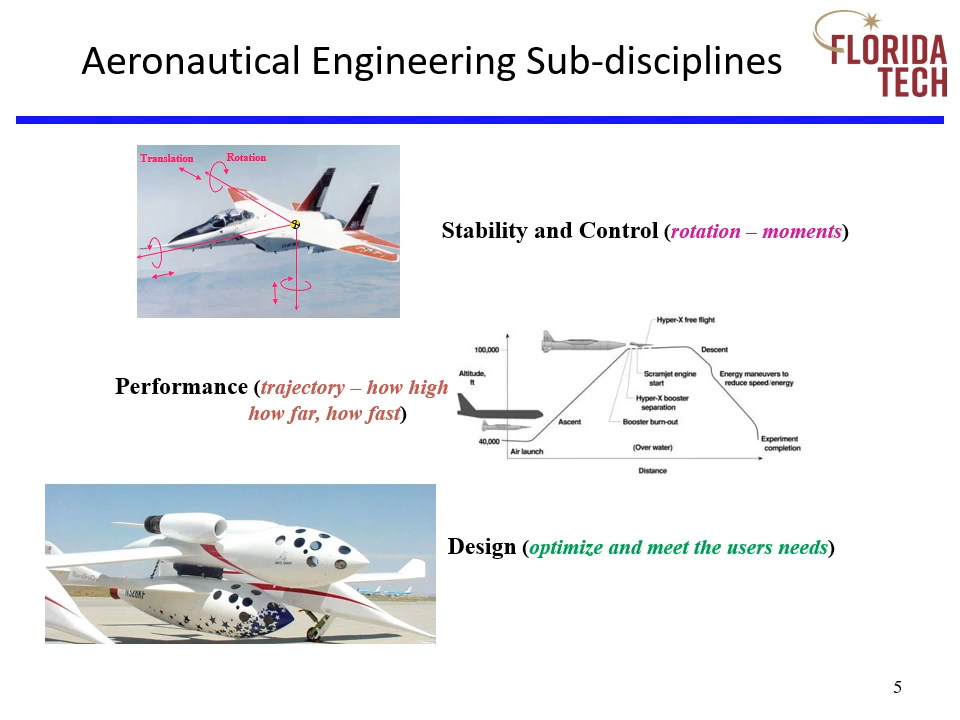 Aeronautical Engineering Sub-disciplines
FLORIDA
TECH
Translation
Rotation
Stability and Control (rotation – moments)
Performance (trajectory – how high
how far, how fast)
Hyper-X free flight
100,000
Descent
Altitude,
ft
Scramjet engine
start
Energy maneuvers to
reduce speed/energy
Hyper-X booster
separation
Ascent
Booster burn-out
40,000
Air launch
(Over water)
Experiment
completion
Distance
Design (optimize and meet the users needs)
N328KF
5